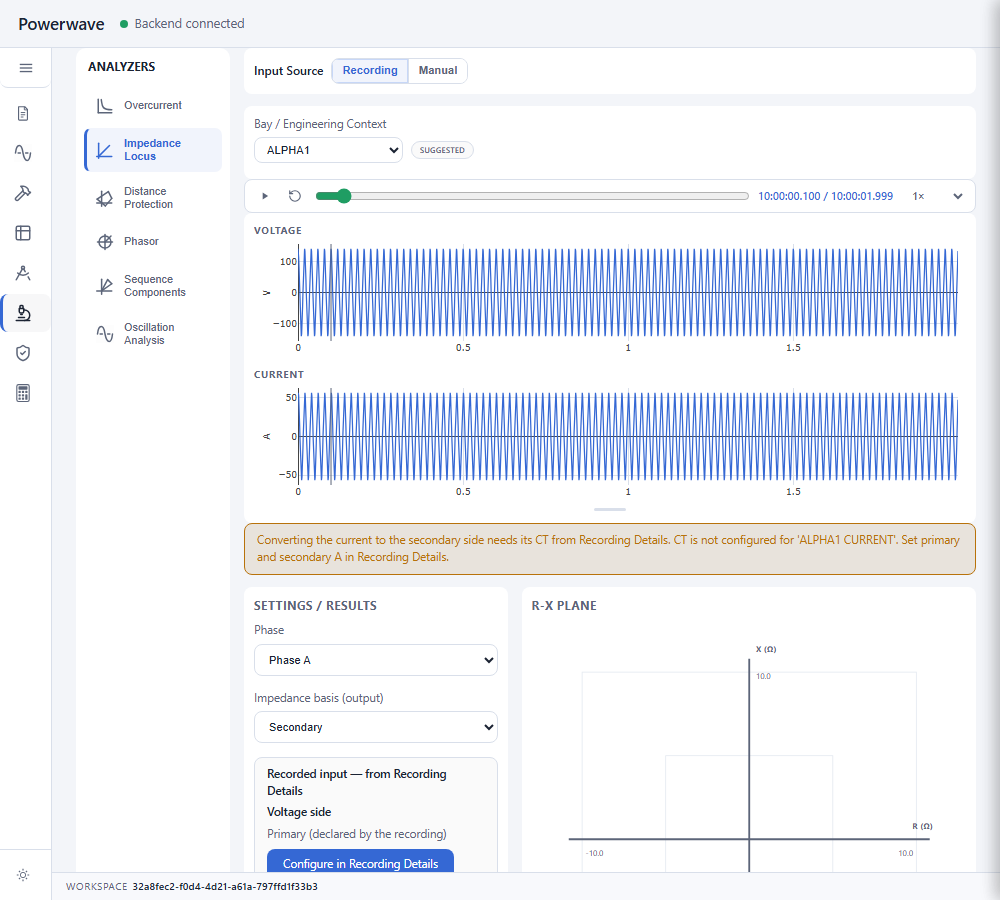 Powerwave
Backend connected
ANALYZERS
Overcurrent
Impedance
Locus
Distance
Protection
Phasor
Sequence
Components
Oscillation
Analysis
Input Source
Recording
Manual
Bay / Engineering Context
ALPHA1
SUGGESTED
10:00:00.100 / 10:00:01.999
1×
VOLTAGE
100
0
−100
V
0
0.5
1
1.5
CURRENT
50
0
−50
A
0
0.5
1
1.5
Converting the current to the secondary side needs its CT from Recording Details. CT is not configured for 'ALPHA1 CURRENT'. Set primary
and secondary A in Recording Details.
SETTINGS / RESULTS
Phase
Phase A
Impedance basis (output)
Secondary
Recorded input — from Recording
Details
Voltage side
Primary (declared by the recording)
Configure in Recording Details
R-X PLANE
X (Ω)
10.0
R (Ω)
-10.0
10.0
WORKSPACE 32a8fec2-f0d4-4d21-a61a-797ffd1f33b3